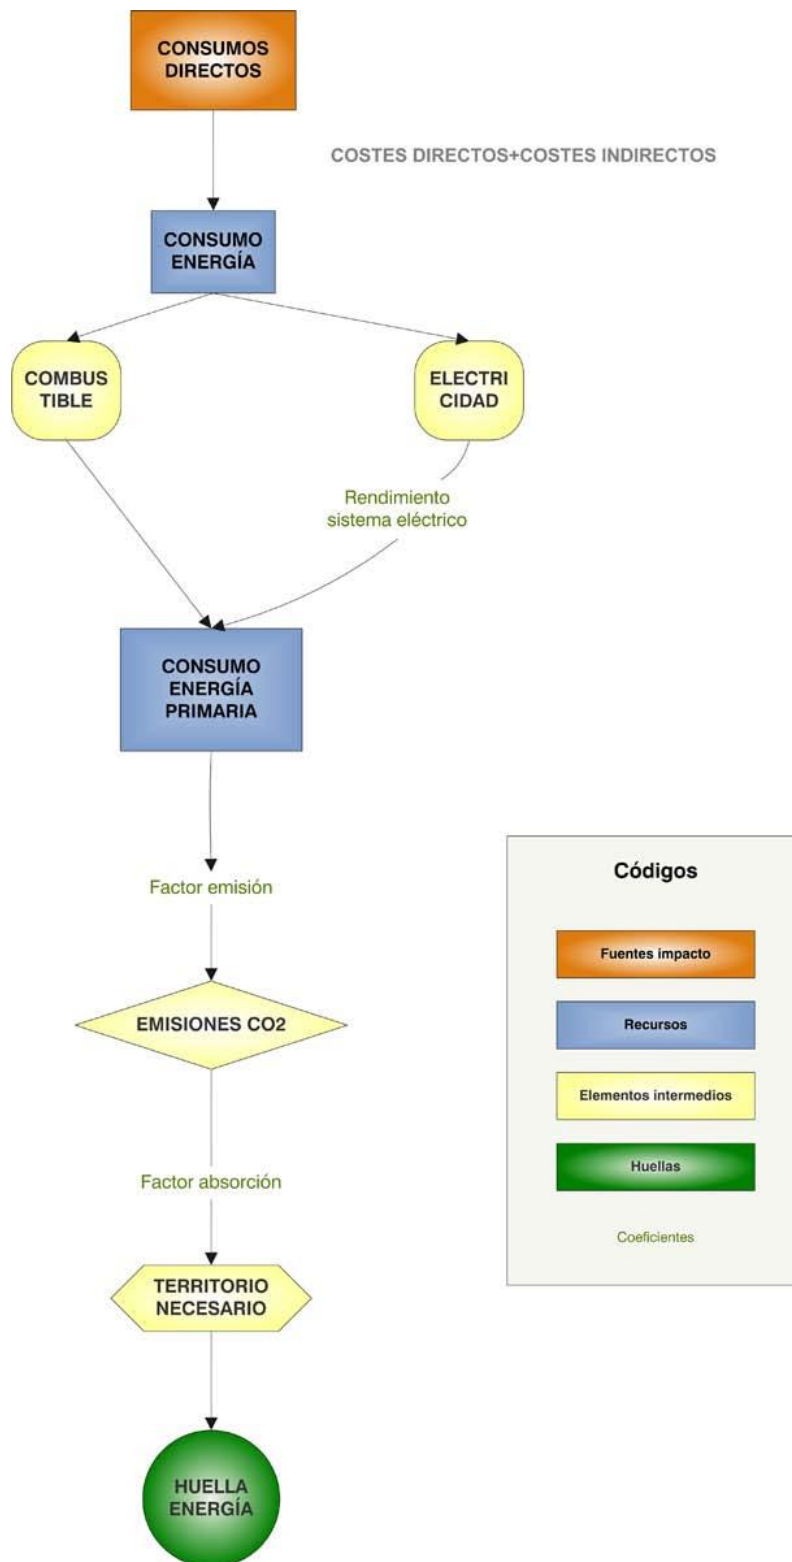 CONSUMOS
DIRECTOS
COSTES DIRECTOS+COSTES INDIRECTOS
CONSUMO
ENERGÍA
COMBUS
TIBLE
ELECTRI
CIDAD
Rendimiento
sistema eléctrico
CONSUMO
ENERGÍA
PRIMARIA
Factor emisión
EMISIONES CO2
Factor absorción
TERRITORIO
NECESARIO
HUELLA
ENERGÍA
Códigos
Fuentes impacto
Recursos
Elementos intermedios
Huellas
Coeficientes